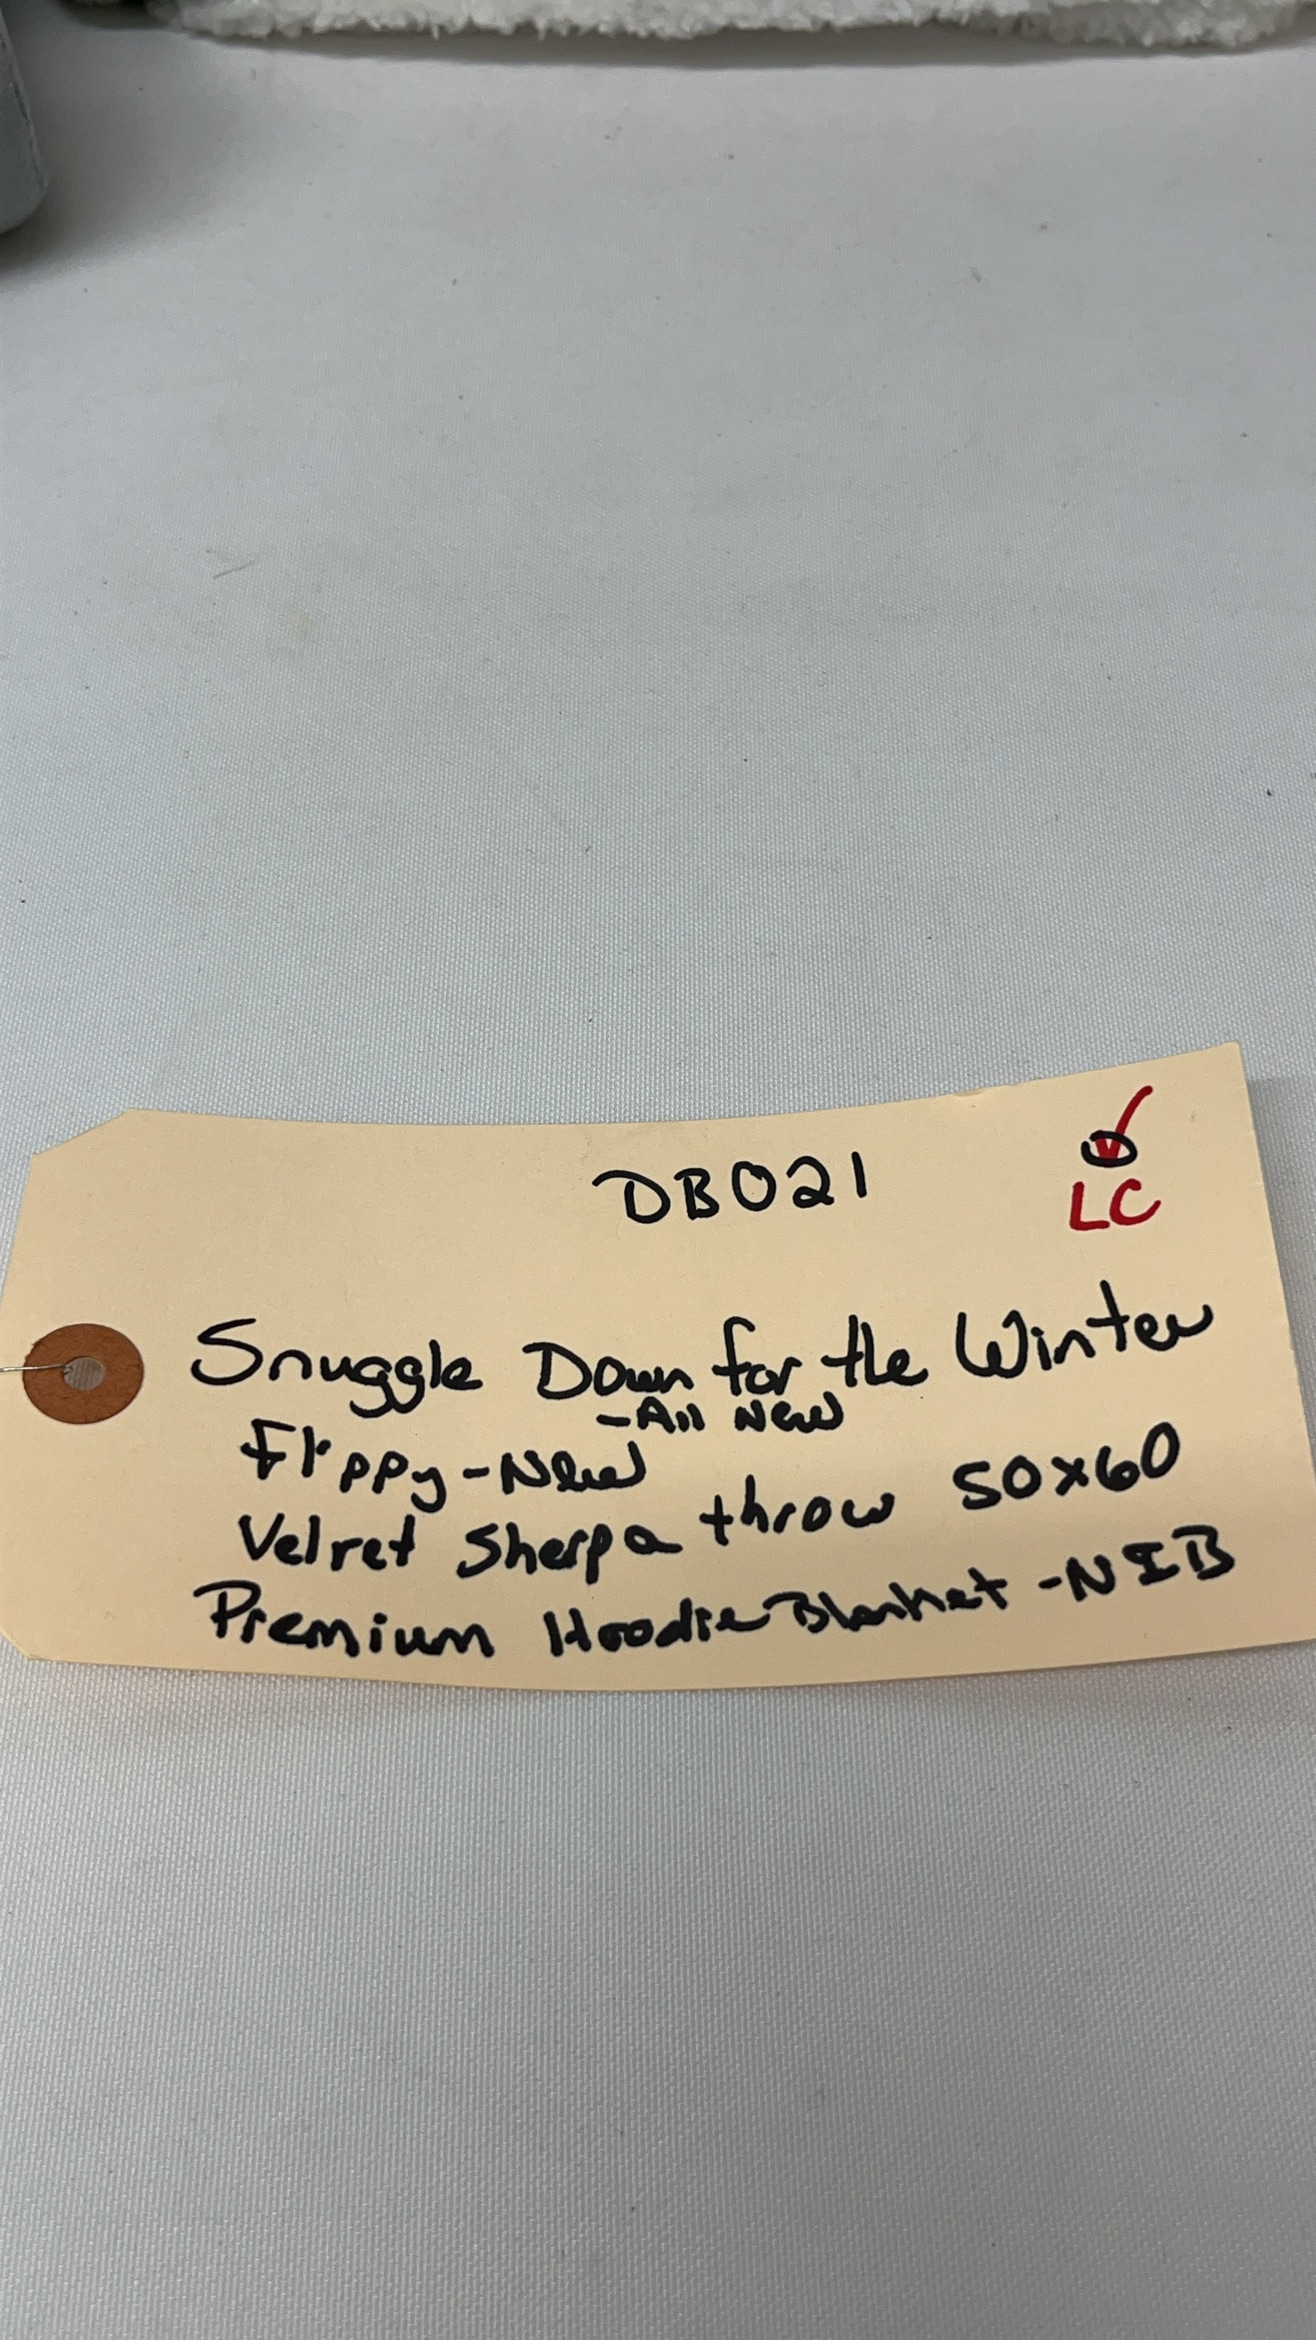 DB021
LC
Snuggle Down for the Winter
-All New
Flippy-New
Velvet Sherpa throw 50x60
Premium Hoodie Blanket -NIB